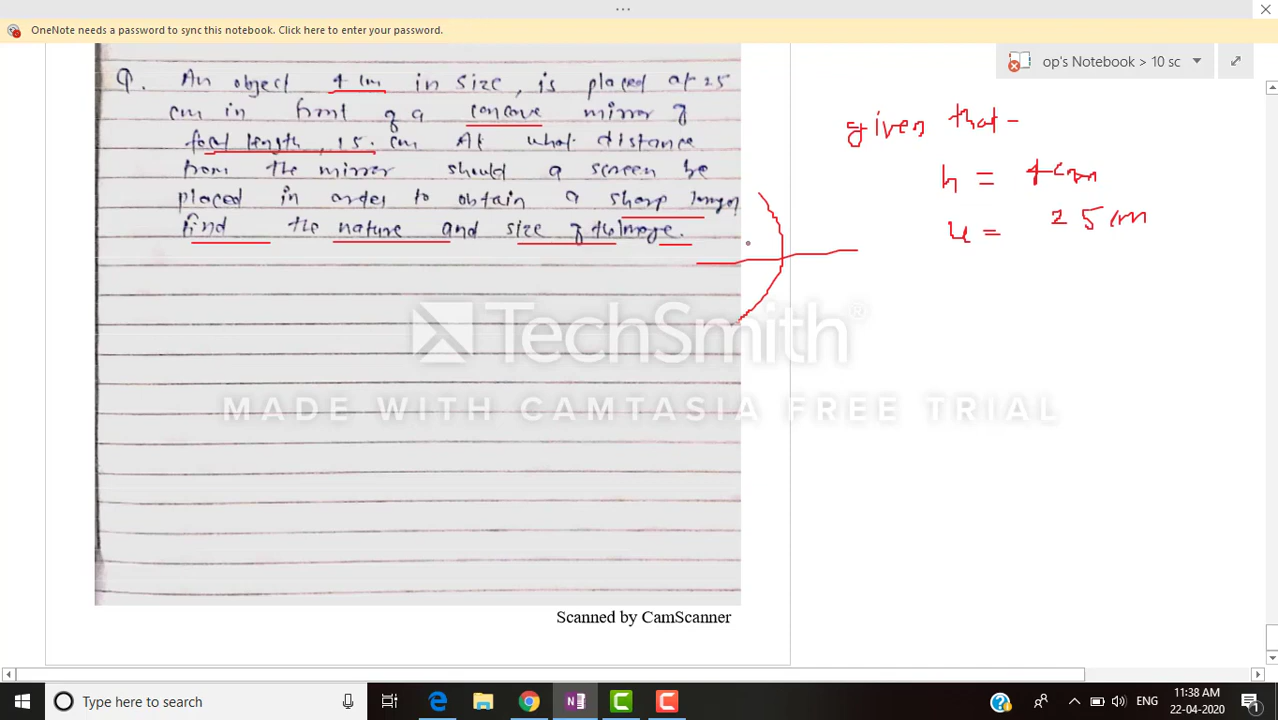 ...
OneNote needs a password to sync this notebook. Click here to enter your password.
op's Notebook > 10 sc
Q. An object 4 cm in size, is placed at 25
cm in front of a concave mirror of
focal length, 15. cm At what distance
from the mirror should a screen be
placed in order to obtain a sharp
find the nature and size of the image.
given that -
h = 4cm
u = 25 cm
TechSmith®
MADE WITH CAMTASIA FREE TRIAL
Scanned by CamScanner
Type here to search
ENG
11:38 AM
22-04-2020
1